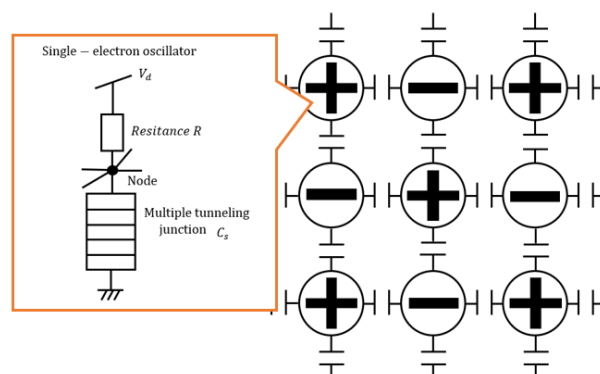 Single − electron oscillator
V_d
Resitance R
Node
Multiple tunneling
junction C_s